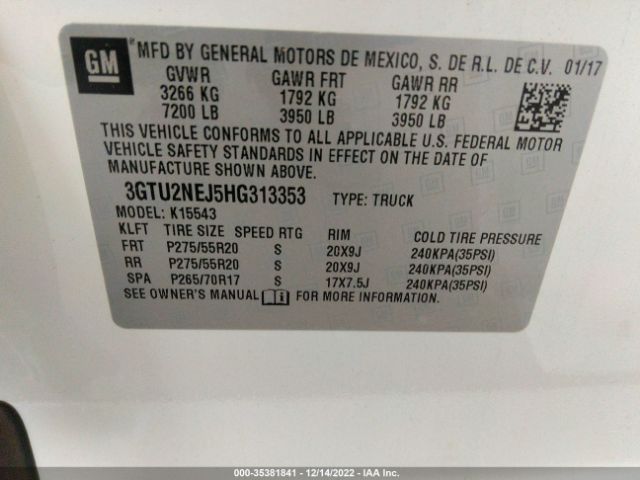 GM
® MFD BY GENERAL MOTORS DE MEXICO, S. DE R.L. DE C.V. 01/17
GVWR GAWR FRT GAWR RR
3266 KG 1792 KG 1792 KG
7200 LB 3950 LB 3950 LB
THIS VEHICLE CONFORMS TO ALL APPLICABLE U.S. FEDERAL MOTOR
VEHICLE SAFETY STANDARDS IN EFFECT ON THE DATE OF
MANUFACTURE SHOWN ABOVE.
3GTU2NEJ5HG313353 TYPE: TRUCK
MODEL: K15543
KLFT TIRE SIZE SPEED RTG RIM COLD TIRE PRESSURE
FRT P275/55R20 S 20X9J 240KPA(35PSI)
RR P275/55R20 S 20X9J 240KPA(35PSI)
SPA P265/70R17 S 17X7.5J 240KPA(35PSI)
SEE OWNER'S MANUAL FOR MORE INFORMATION.
000-35381841 | 12/14/2022 - IAA Inc.